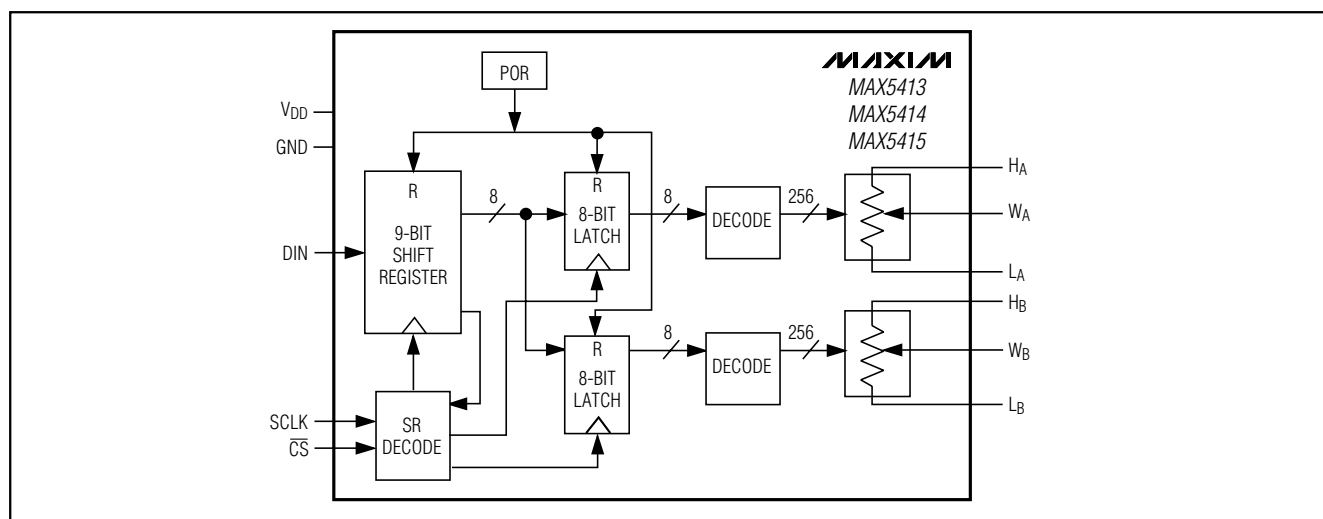 POR
MAXIM
MAX5413
MAX5414
MAX5415
VDD
GND
DIN
SCLK
CS
R
9-BIT
SHIFT
REGISTER
8
R
8-BIT
LATCH
8
DECODE
256
HA
WA
LA
R
8-BIT
LATCH
8
DECODE
256
HB
WB
LB
SR
DECODE